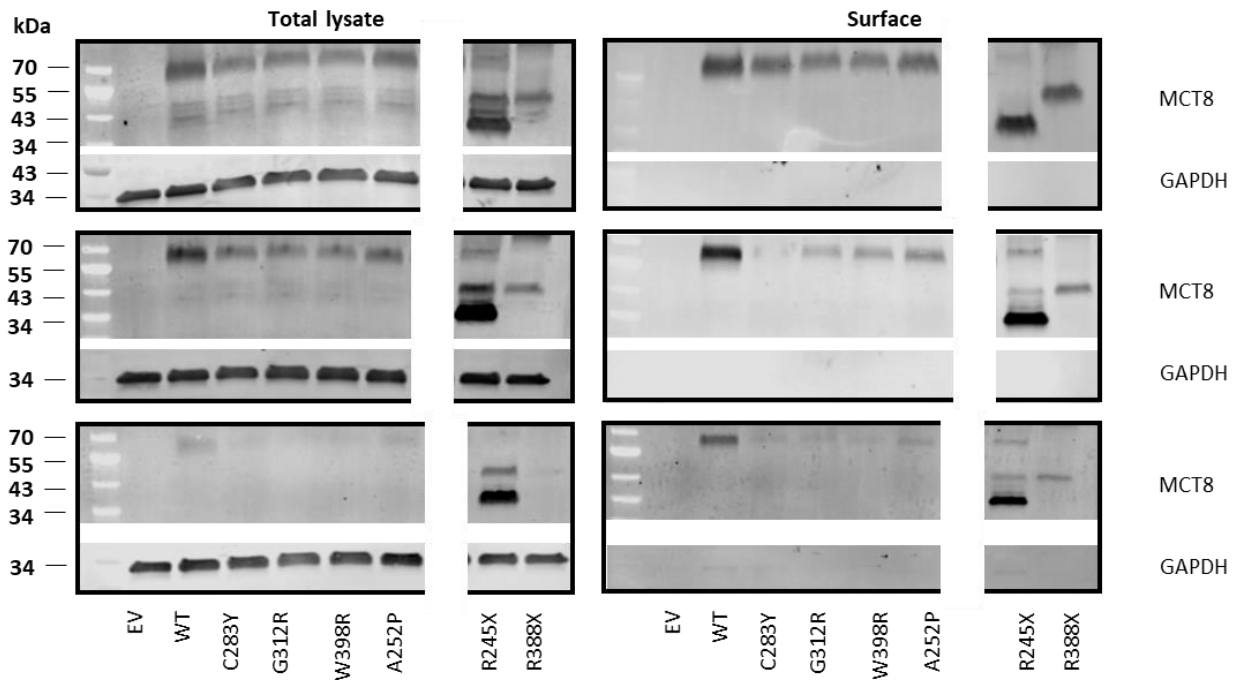 Total lysate Surface
kDa
70
55
43
34
MCT8
43
34
GAPDH
70
55
43
34
MCT8
34
GAPDH
70
55
43
34
MCT8
34
GAPDH
EV WT C283Y G312R W398R A252P R245X R388X EV WT C283Y G312R W398R A252P R245X R388X